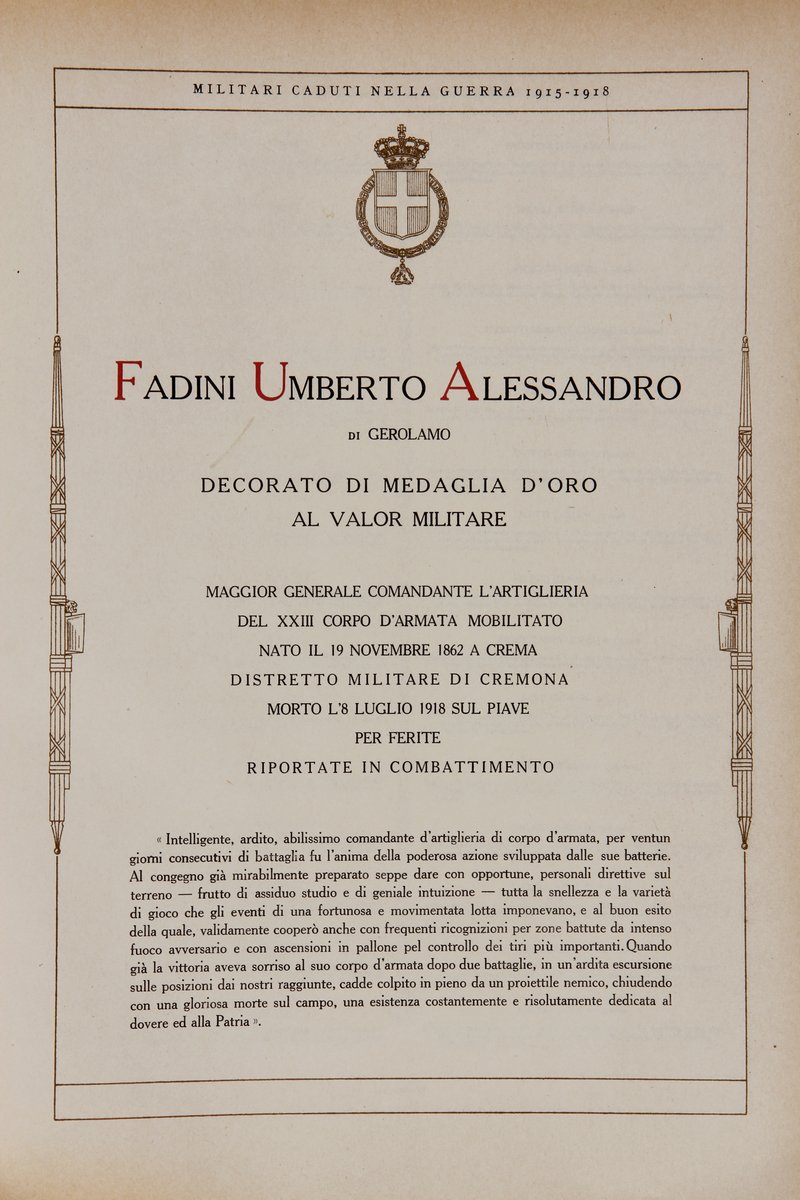 MILITARI CADUTI NELLA GUERRA 1915-1918
FADINI UMBERTO ALESSANDRO
DI GEROLAMO
DECORATO DI MEDAGLIA D'ORO
AL VALOR MILITARE
MAGGIOR GENERALE COMANDANTE L'ARTIGLIERIA
DEL XXIII CORPO D'ARMATA MOBILITATO
NATO IL 19 NOVEMBRE 1862 A CREMA
DISTRETTO MILITARE DI CREMONA
MORTO L'8 LUGLIO 1918 SUL PIAVE
PER FERITE
RIPORTATE IN COMBATTIMENTO
« Intelligente, ardito, abilissimo comandante d'artiglieria di corpo d'armata, per ventun
giorni consecutivi di battaglia fu l'anima della poderosa azione sviluppata dalle sue batterie.
Al congegno già mirabilmente preparato seppe dare con opportune, personali direttive sul
terreno — frutto di assiduo studio e di geniale intuizione — tutta la snellezza e la varietà
di gioco che gli eventi di una fortunosa e movimentata lotta imponevano, e al buon esito
della quale, validamente cooperò anche con frequenti ricognizioni per zone battute da intenso
fuoco avversario e con ascensioni in pallone pel controllo dei tiri più importanti. Quando
già la vittoria aveva sorriso al suo corpo d'armata dopo due battaglie, in un'ardita escursione
sulle posizioni dai nostri raggiunte, cadde colpito in pieno da un proiettile nemico, chiudendo
con una gloriosa morte sul campo, una esistenza costantemente e risolutamente dedicata al
dovere ed alla Patria ».